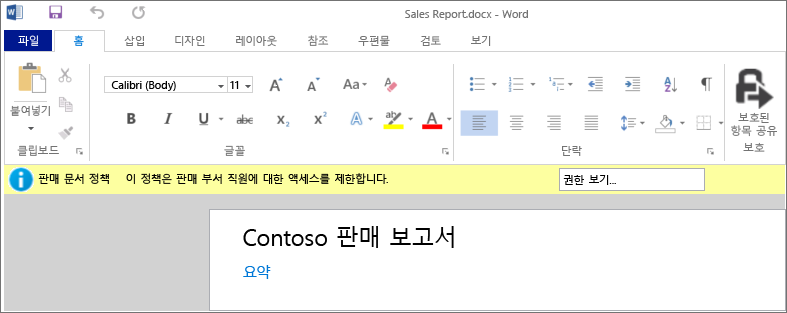 Sales Report.docx - Word
파일 홈 삽입 디자인 레이아웃 참조 우편물 검토 보기
Calibri (Body) 11 A A Aa A
붙여넣기
B I U abc X₂ X² A ab A
보호된
항목 공유
클립보드 글꼴 단락 보호
판매 문서 정책 이 정책은 판매 부서 직원에 대한 액세스를 제한합니다. 권한 보기...
Contoso 판매 보고서
요약